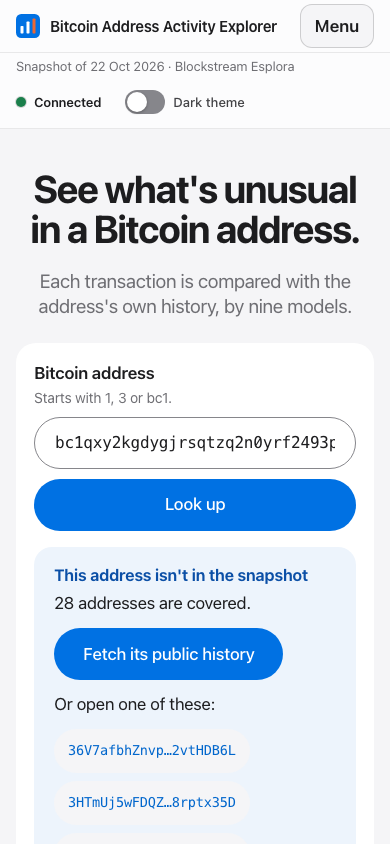 Bitcoin Address Activity Explorer
Menu
Snapshot of 22 Oct 2026 · Blockstream Esplora
Connected
Dark theme
See what's unusual
in a Bitcoin address.
Each transaction is compared with the
address's own history, by nine models.
Bitcoin address
Starts with 1, 3 or bc1.
bc1qxy2kgdygjrsqtzq2n0yrf2493p
Look up
This address isn't in the snapshot
28 addresses are covered.
Fetch its public history
Or open one of these:
36V7afbhZnvp…2vtHDB6L
3HTmUj5wFDQZ…8rptx35D